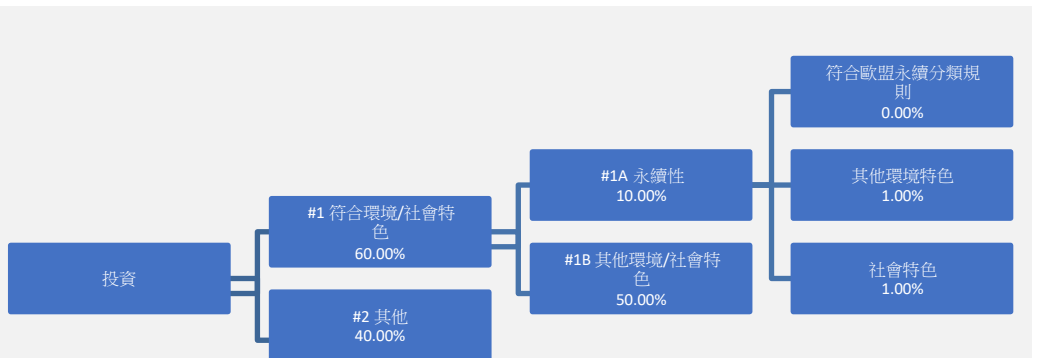 投資
#1 符合環境/社會特
色
60.00%
#2 其他
40.00%
#1A 永續性
10.00%
#1B 其他環境/社會特
色
50.00%
符合歐盟永續分類規
則
0.00%
其他環境特色
1.00%
社會特色
1.00%